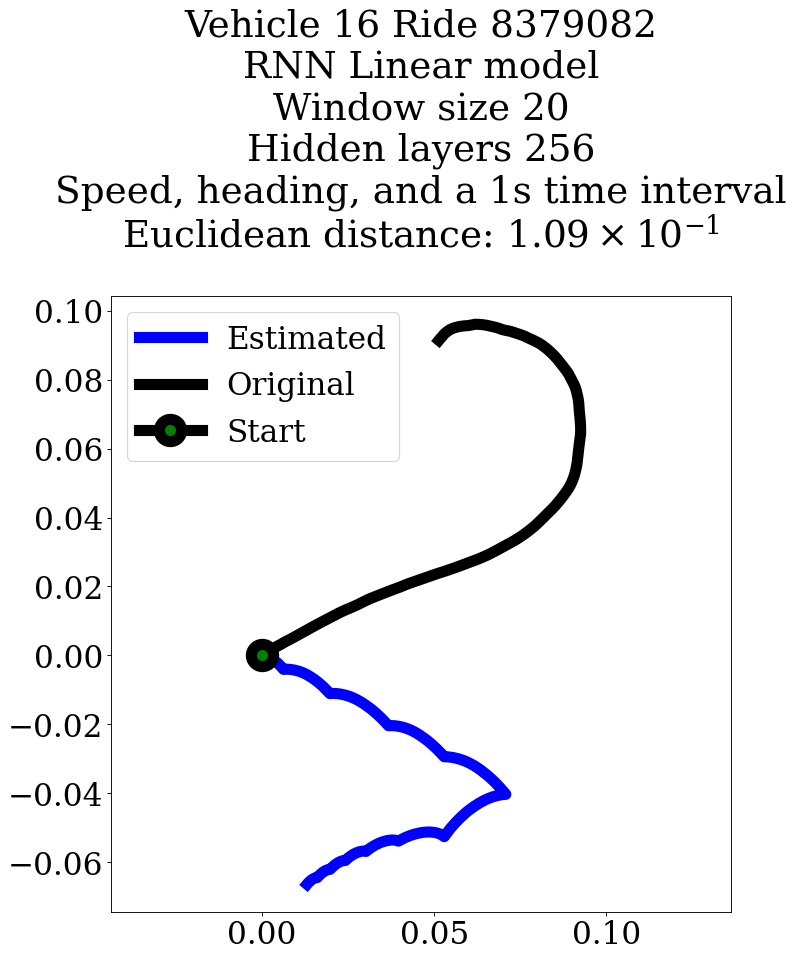 Vehicle 16 Ride 8379082
RNN Linear model
Window size 20
Hidden layers 256
Speed, heading, and a 1s time interval
Euclidean distance: 1.09 × 10⁻¹
Estimated
Original
Start
0.10
0.08
0.06
0.04
0.02
0.00
−0.02
−0.04
−0.06
0.00 0.05 0.10